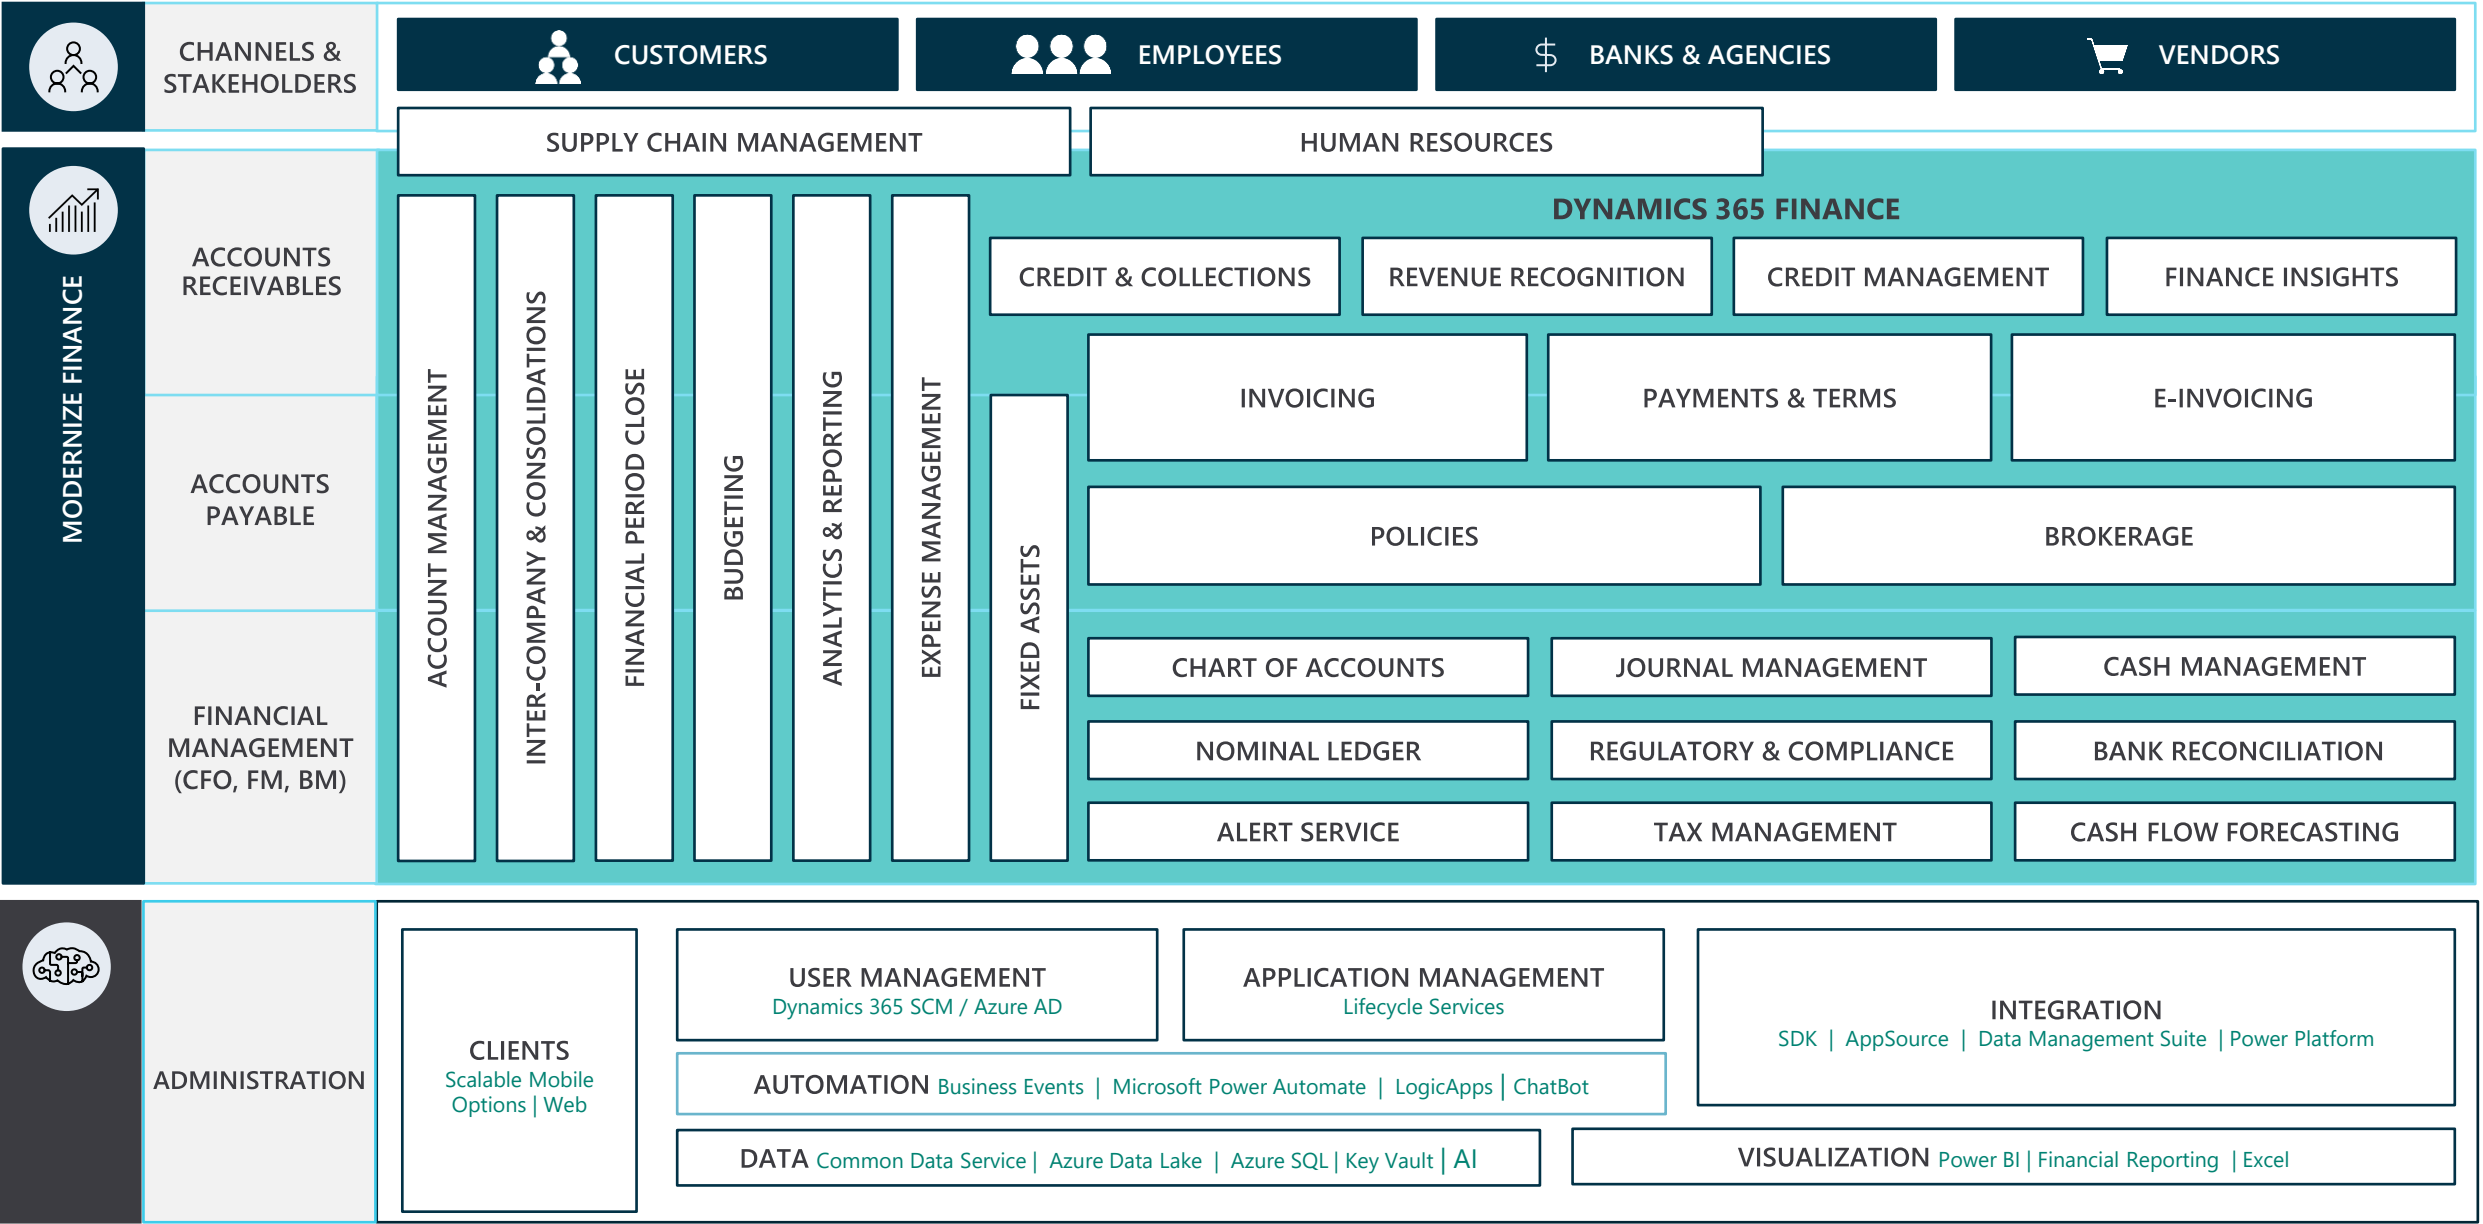 CHANNELS &
STAKEHOLDERS
CUSTOMERS
EMPLOYEES
BANKS & AGENCIES
VENDORS
SUPPLY CHAIN MANAGEMENT
HUMAN RESOURCES
MODERNIZE FINANCE
ACCOUNTS
RECEIVABLES
ACCOUNTS
PAYABLE
FINANCIAL
MANAGEMENT
(CFO, FM, BM)
ACCOUNT MANAGEMENT
INTER-COMPANY & CONSOLIDATIONS
FINANCIAL PERIOD CLOSE
BUDGETING
ANALYTICS & REPORTING
EXPENSE MANAGEMENT
FIXED ASSETS
DYNAMICS 365 FINANCE
CREDIT & COLLECTIONS
REVENUE RECOGNITION
CREDIT MANAGEMENT
FINANCE INSIGHTS
INVOICING
PAYMENTS & TERMS
E-INVOICING
POLICIES
BROKERAGE
CHART OF ACCOUNTS
JOURNAL MANAGEMENT
CASH MANAGEMENT
NOMINAL LEDGER
REGULATORY & COMPLIANCE
BANK RECONCILIATION
ALERT SERVICE
TAX MANAGEMENT
CASH FLOW FORECASTING
ADMINISTRATION
CLIENTS
Scalable Mobile
Options | Web
USER MANAGEMENT
Dynamics 365 SCM / Azure AD
APPLICATION MANAGEMENT
Lifecycle Services
INTEGRATION
SDK | AppSource | Data Management Suite | Power Platform
AUTOMATION Business Events | Microsoft Power Automate | LogicApps | ChatBot
DATA Common Data Service | Azure Data Lake | Azure SQL | Key Vault | AI
VISUALIZATION Power BI | Financial Reporting | Excel